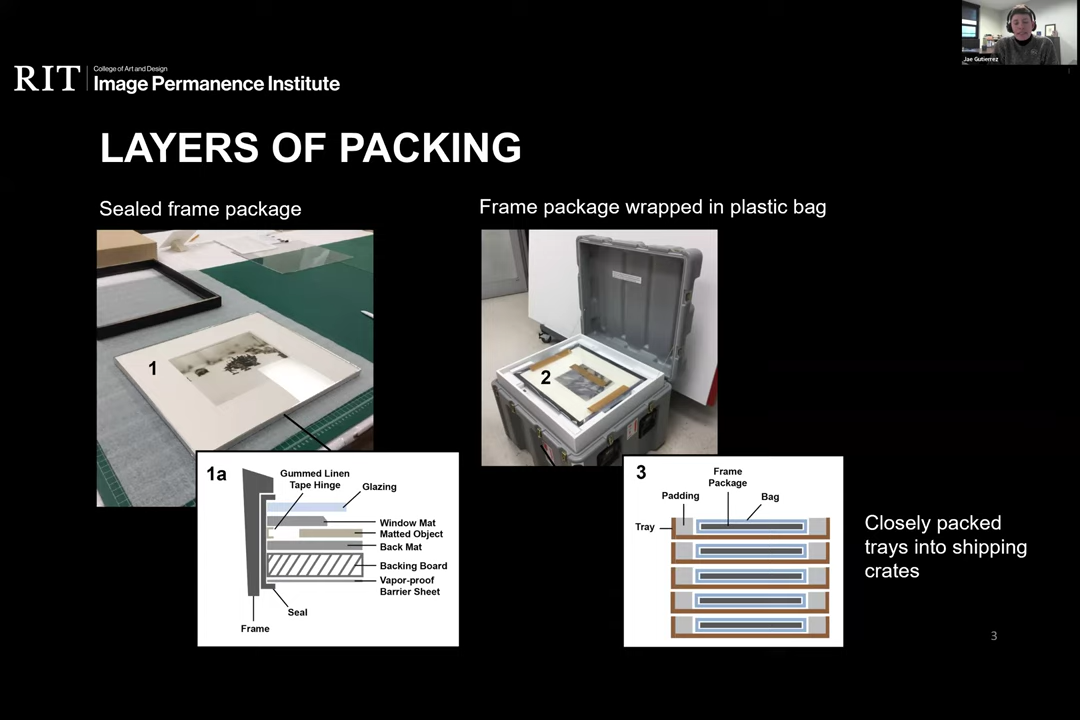 Jae Gutierrez
RIT
College of Art and Design
Image Permanence Institute
LAYERS OF PACKING
Sealed frame package
Frame package wrapped in plastic bag
1
2
1a
Gummed Linen
Tape Hinge
Glazing
Window Mat
Matted Object
Back Mat
Backing Board
Vapor-proof
Barrier Sheet
Seal
Frame
3
Frame
Package
Padding
Bag
Tray
Closely packed
trays into shipping
crates
3